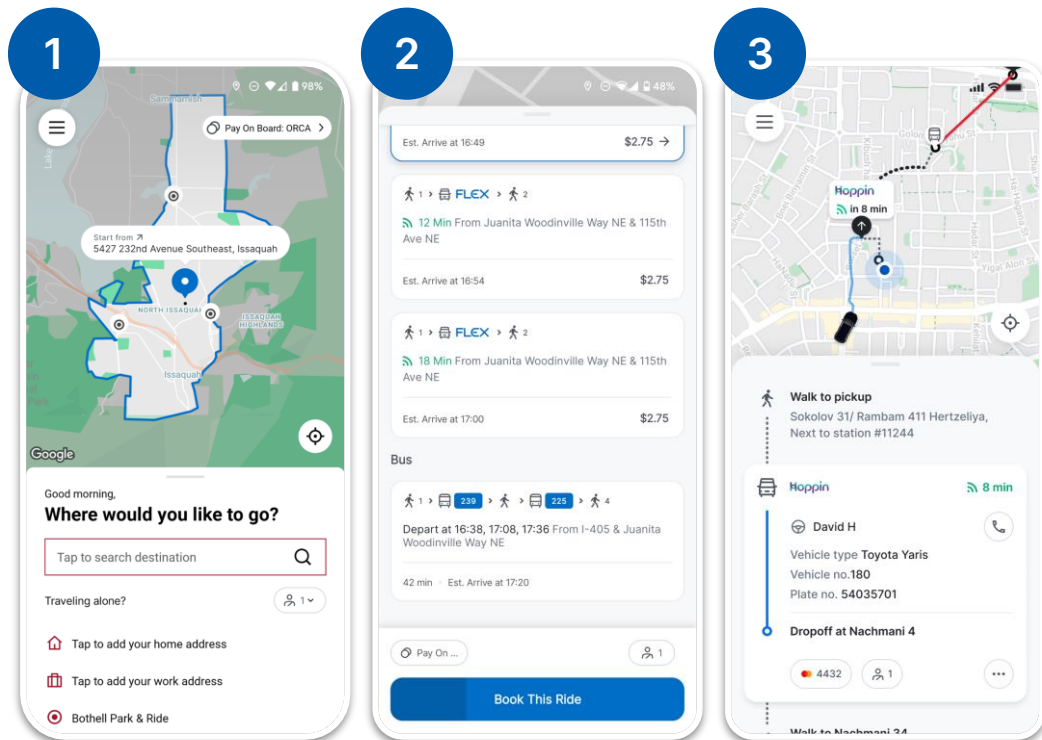 1
98%
Sammamish
Pay On Board: ORCA
Start from
5427 232nd Avenue Southeast, Issaquah
NORTH ISSAQUAH
ISSAQUAH
HIGHLANDS
Issaquah
Google
Good morning,
Where would you like to go?
Tap to search destination
Traveling alone?
1
Tap to add your home address
Tap to add your work address
Bothell Park & Ride
2
48%
Est. Arrive at 16:49
$2.75
1 > FLEX > 2
12 Min From Juanita Woodinville Way NE & 115th
Ave NE
Est. Arrive at 16:54
$2.75
1 > FLEX > 2
18 Min From Juanita Woodinville Way NE & 115th
Ave NE
Est. Arrive at 17:00
$2.75
Bus
1 > 239 > > 225 > 4
Depart at 16:38, 17:08, 17:36 From I-405 & Juanita
Woodinville Way NE
42 min · Est. Arrive at 17:20
Pay On ...
1
Book This Ride
3
Hoppin
in 8 min
Yigal Alon St
Walk to pickup
Sokolov 31/ Rambam 411 Hertzeliya,
Next to station #11244
Hoppin
8 min
David H
Vehicle type Toyota Yaris
Vehicle no.180
Plate no. 54035701
Dropoff at Nachmani 4
4432
1
Walk to Nachmani 34